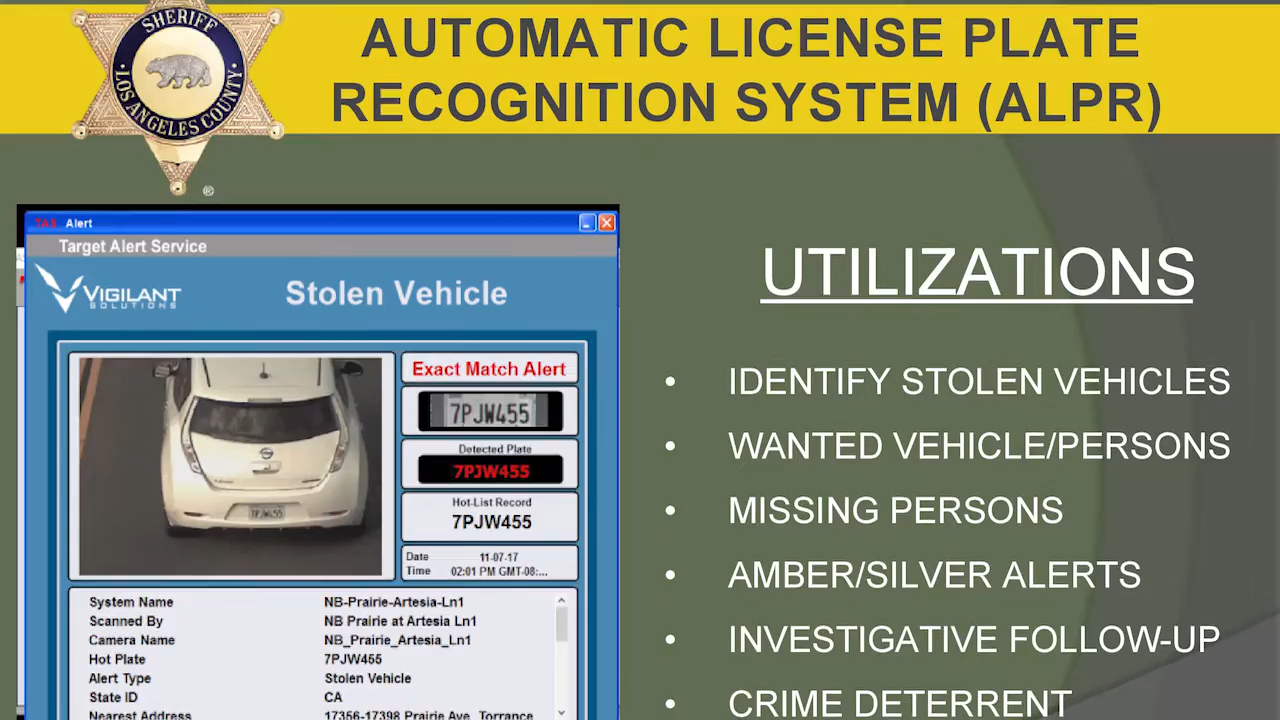 AUTOMATIC LICENSE PLATE
RECOGNITION SYSTEM (ALPR)
SHERIFF
LOS ANGELES COUNTY
®
Alert
Target Alert Service
VIGILANT
SOLUTIONS
Stolen Vehicle
Exact Match Alert
7PJW455
Detected Plate
7PJW455
Hot-List Record
7PJW455
Date 11-07-17
Time 02:01 PM GMT-08:...
7PJW455
System Name NB-Prairie-Artesia-Ln1
Scanned By NB Prairie at Artesia Ln1
Camera Name NB_Prairie_Artesia_Ln1
Hot Plate 7PJW455
Alert Type Stolen Vehicle
State ID CA
Nearest Address 17356-17398 Prairie Ave, Torrance
UTILIZATIONS
• IDENTIFY STOLEN VEHICLES
• WANTED VEHICLE/PERSONS
• MISSING PERSONS
• AMBER/SILVER ALERTS
• INVESTIGATIVE FOLLOW-UP
• CRIME DETERRENT